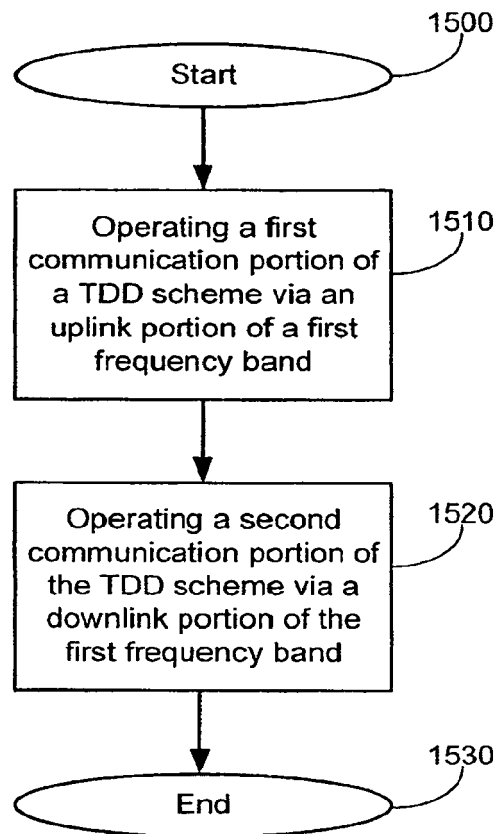 1500
Start
1510
Operating a first
communication portion of
a TDD scheme via an
uplink portion of a first
frequency band
1520
Operating a second
communication portion of
the TDD scheme via a
downlink portion of the
first frequency band
1530
End